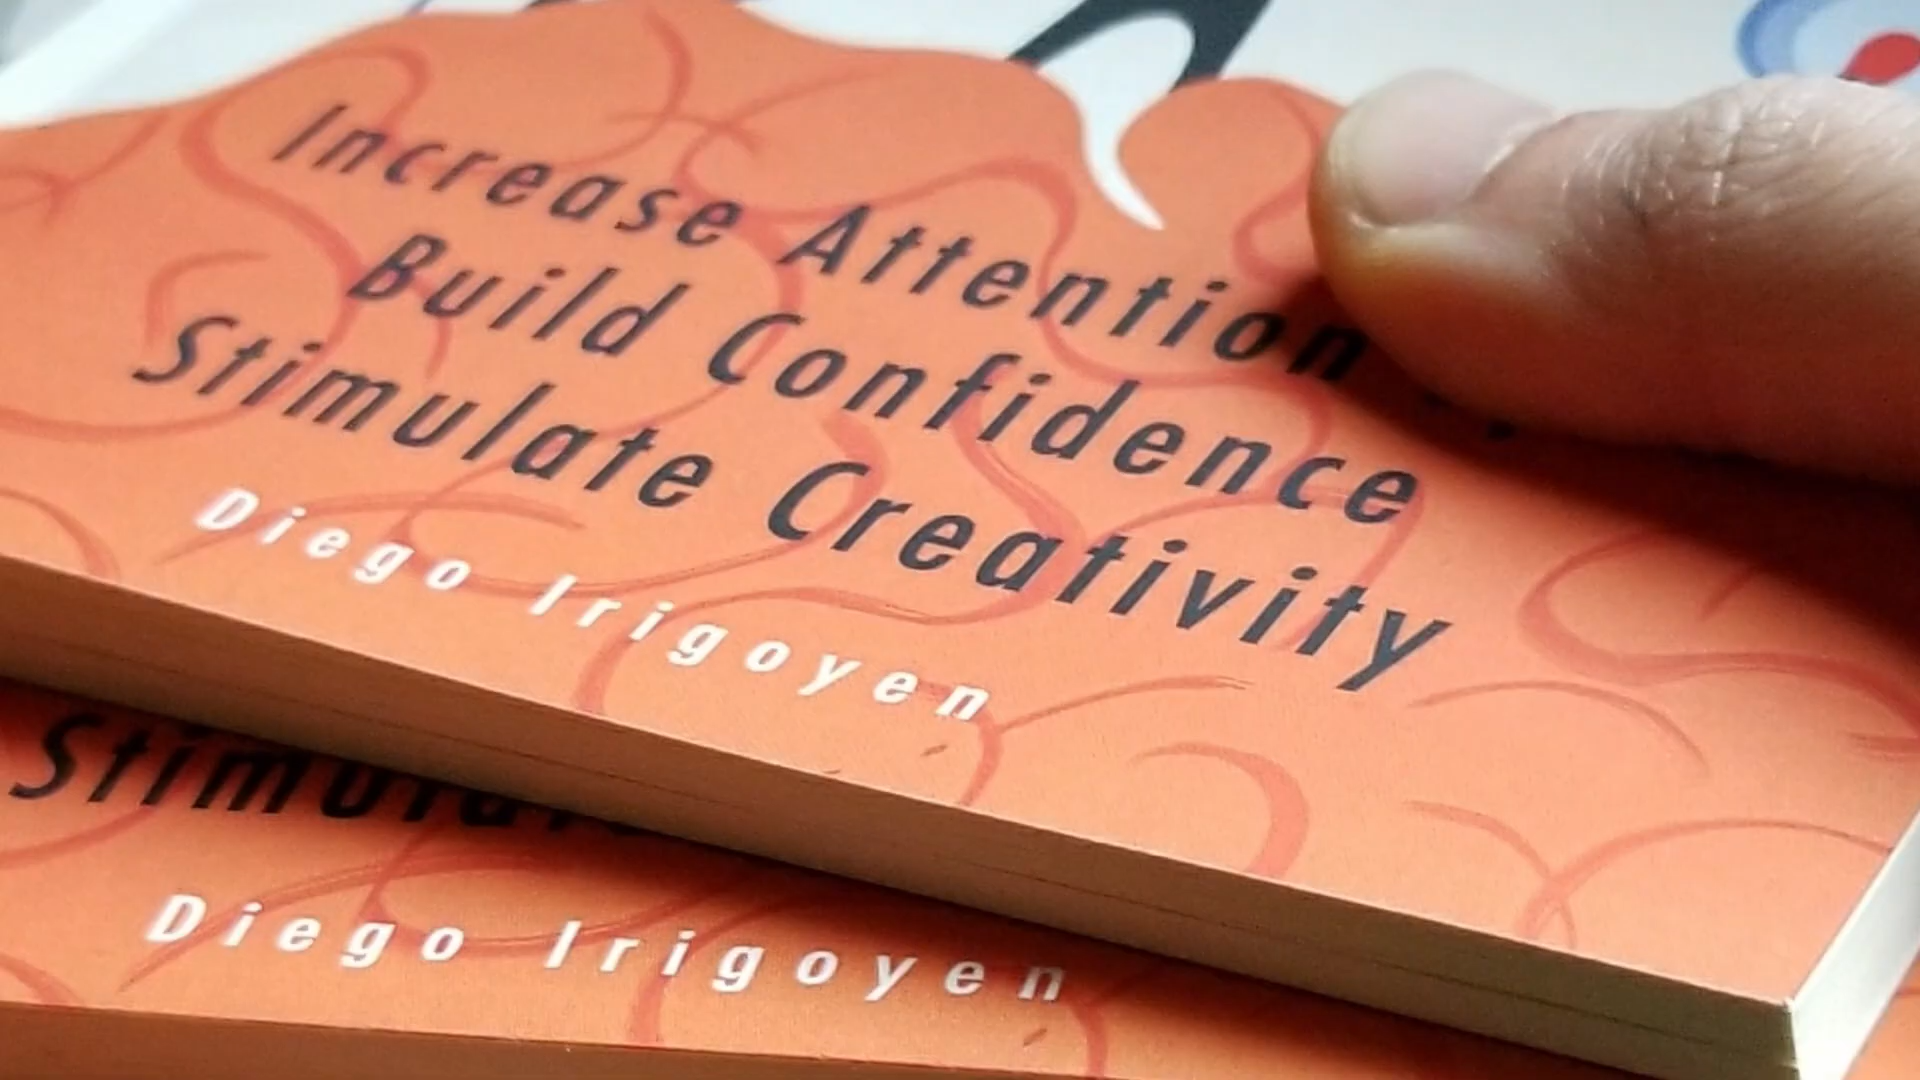 Increase Attention
Build Confidence
Stimulate Creativity
Diego Irigoyen
Diego Irigoyen